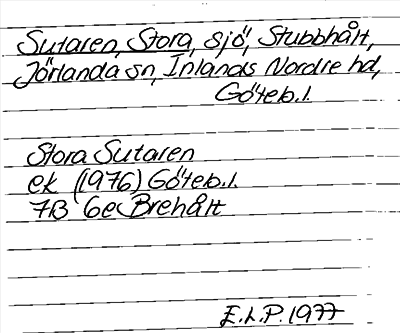 Sutaren, Stora, sjö, Stubbhålt,
Jörlanda sn, Inlands Nordre hd,
Göteb.l.
Stora Sutaren
ek (1976) Göteb.l.
7B 6e Brehålt
E.L.P. 1977